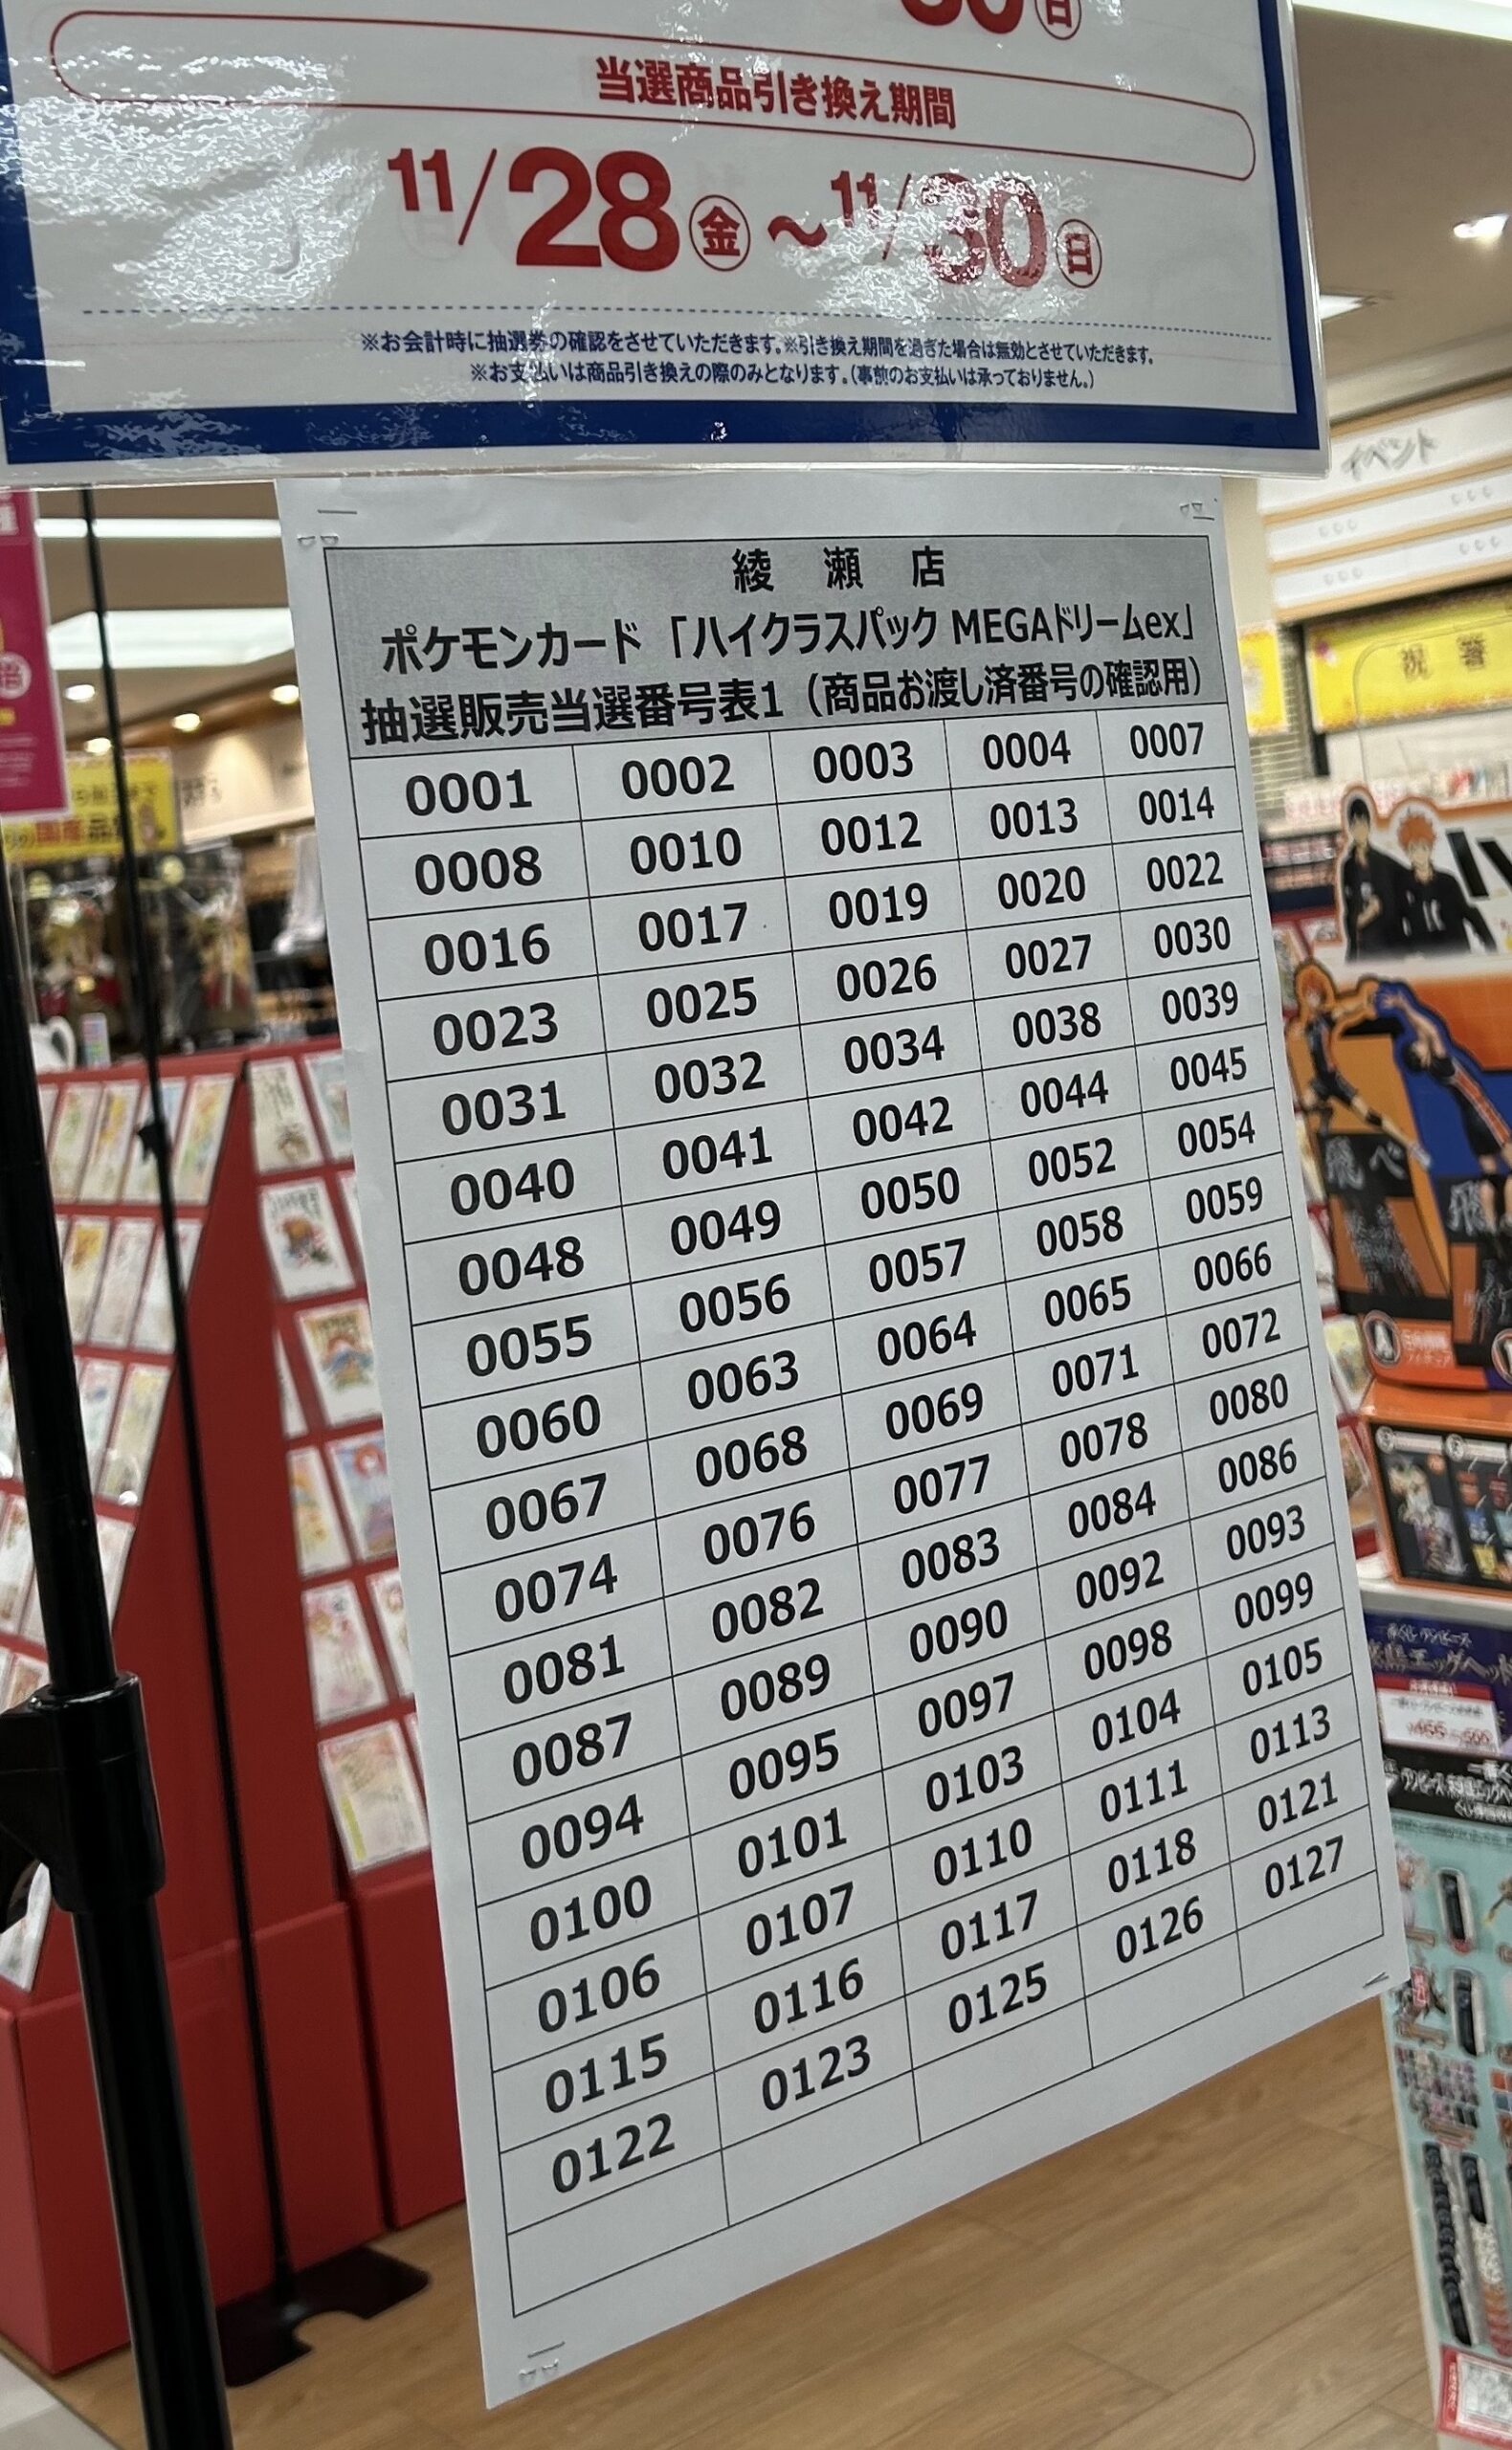 当選商品引き換え期間
11/28㊎～11/30㊐
※お会計時に抽選券の確認をさせていただきます。※引き換え期間を過ぎた場合は無効とさせていただきます。
※お支払いは商品引き換えの際のみとなります。(事前のお支払いは承っておりません。)
綾瀬店
ポケモンカード「ハイクラスパック MEGAドリームex」
抽選販売当選番号表1（商品お渡し済番号の確認用）
0001 0002 0003 0004 0007
0008 0010 0012 0013 0014
0016 0017 0019 0020 0022
0023 0025 0026 0027 0030
0031 0032 0034 0038 0039
0040 0041 0042 0044 0045
0048 0049 0050 0052 0054
0055 0056 0057 0058 0059
0060 0063 0064 0065 0066
0067 0068 0069 0071 0072
0074 0076 0077 0078 0080
0081 0082 0083 0084 0086
0087 0089 0090 0092 0093
0094 0095 0097 0098 0099
0100 0101 0103 0104 0105
0106 0107 0110 0111 0113
0115 0116 0117 0118 0121
0122 0123 0125 0126 0127
イベント
祝
飛べ